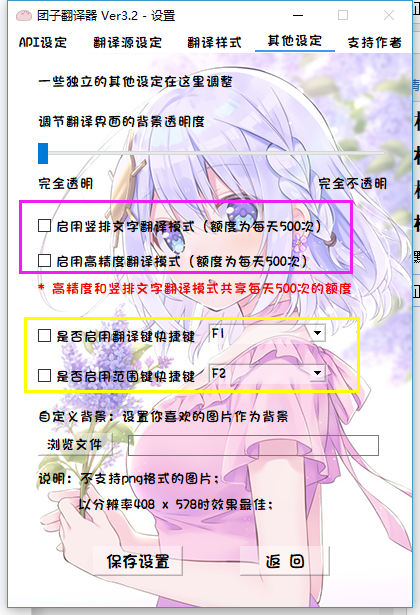 团子翻译器 Ver3.2 - 设置
API设定 翻译源设定 翻译样式 其他设定 支持作者
一些独立的其他设定在这里调整
调节翻译界面的背景透明度
完全透明 完全不透明
启用竖排文字翻译模式（额度为每天500次）
启用高精度翻译模式（额度为每天500次）
* 高精度和竖排文字翻译模式共享每天500次的额度
是否启用翻译键快捷键 F1
是否启用范围键快捷键 F2
自定义背景：设置你喜欢的图片作为背景
浏览文件
说明：不支持png格式的图片；
以分辨率408 x 578时效果最佳；
保存设置 返 回